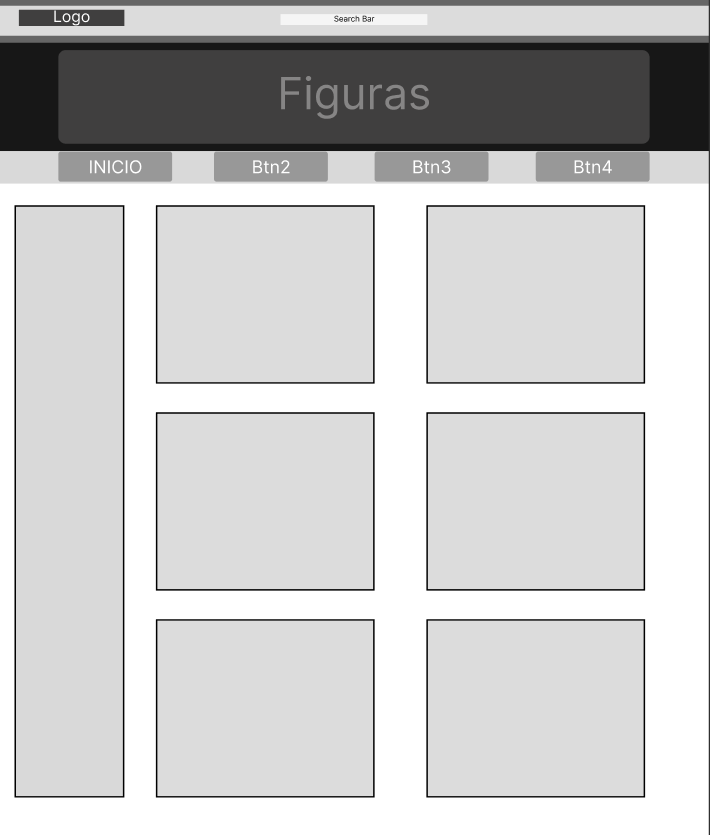 Logo
Search Bar
Figuras
INICIO
Btn2
Btn3
Btn4